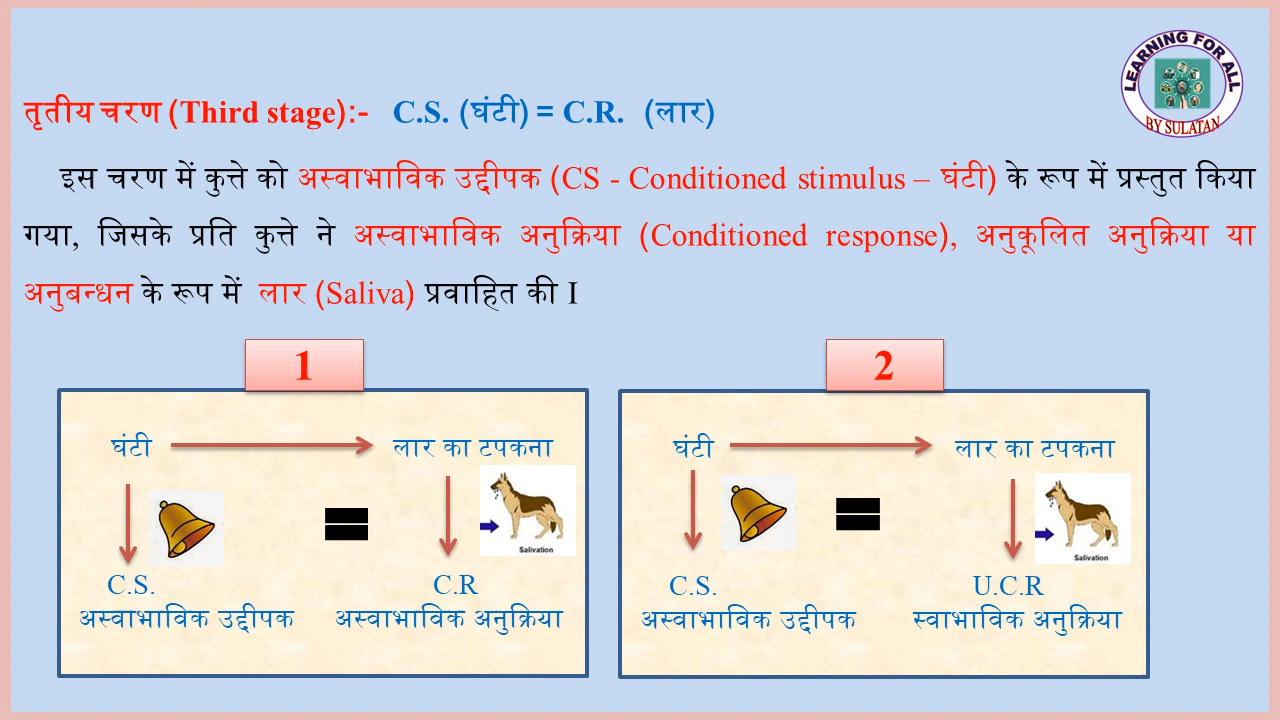 LEARNING FOR ALL
BY SULATAN
तृतीय चरण (Third stage):- C.S. (घंटी) = C.R. (लार)
इस चरण में कुत्ते को अस्वाभाविक उद्दीपक (CS - Conditioned stimulus – घंटी) के रूप में प्रस्तुत किया
गया, जिसके प्रति कुत्ते ने अस्वाभाविक अनुक्रिया (Conditioned response), अनुकूलित अनुक्रिया या
अनुबन्धन के रूप में लार (Saliva) प्रवाहित की I
1
घंटी लार का टपकना
=
Salivation
C.S. C.R
अस्वाभाविक उद्दीपक अस्वाभाविक अनुक्रिया
2
घंटी लार का टपकना
=
Salivation
C.S. U.C.R
अस्वाभाविक उद्दीपक स्वाभाविक अनुक्रिया